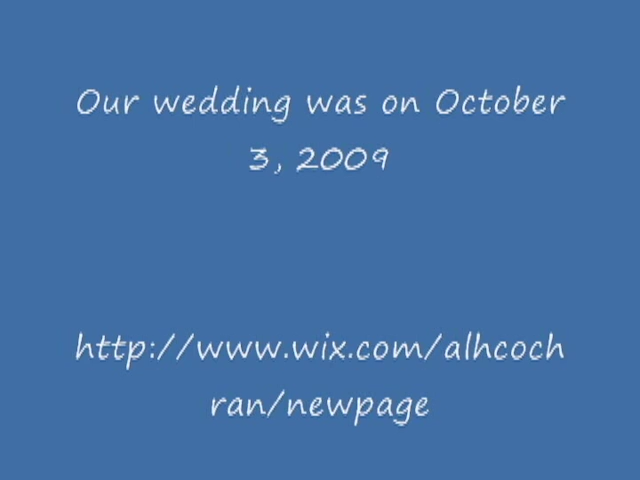 Our wedding was on October
3, 2009
http://www.wix.com/alhcoch
ran/newpage